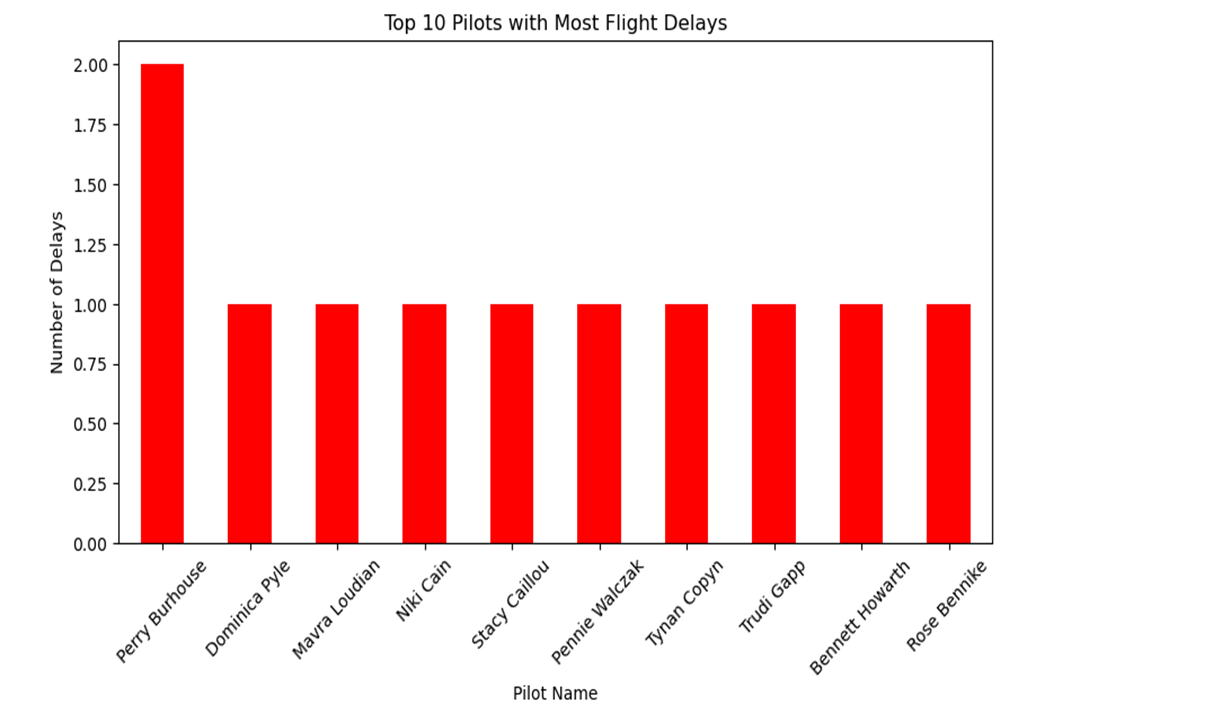 Top 10 Pilots with Most Flight Delays
Number of Delays
2.00
1.75
1.50
1.25
1.00
0.75
0.50
0.25
0.00
Perry Burhouse
Dominica Pyle
Mavra Loudian
Niki Cain
Stacy Caillou
Pennie Walczak
Tynan Copyn
Trudi Gapp
Bennett Howarth
Rose Bennike
Pilot Name